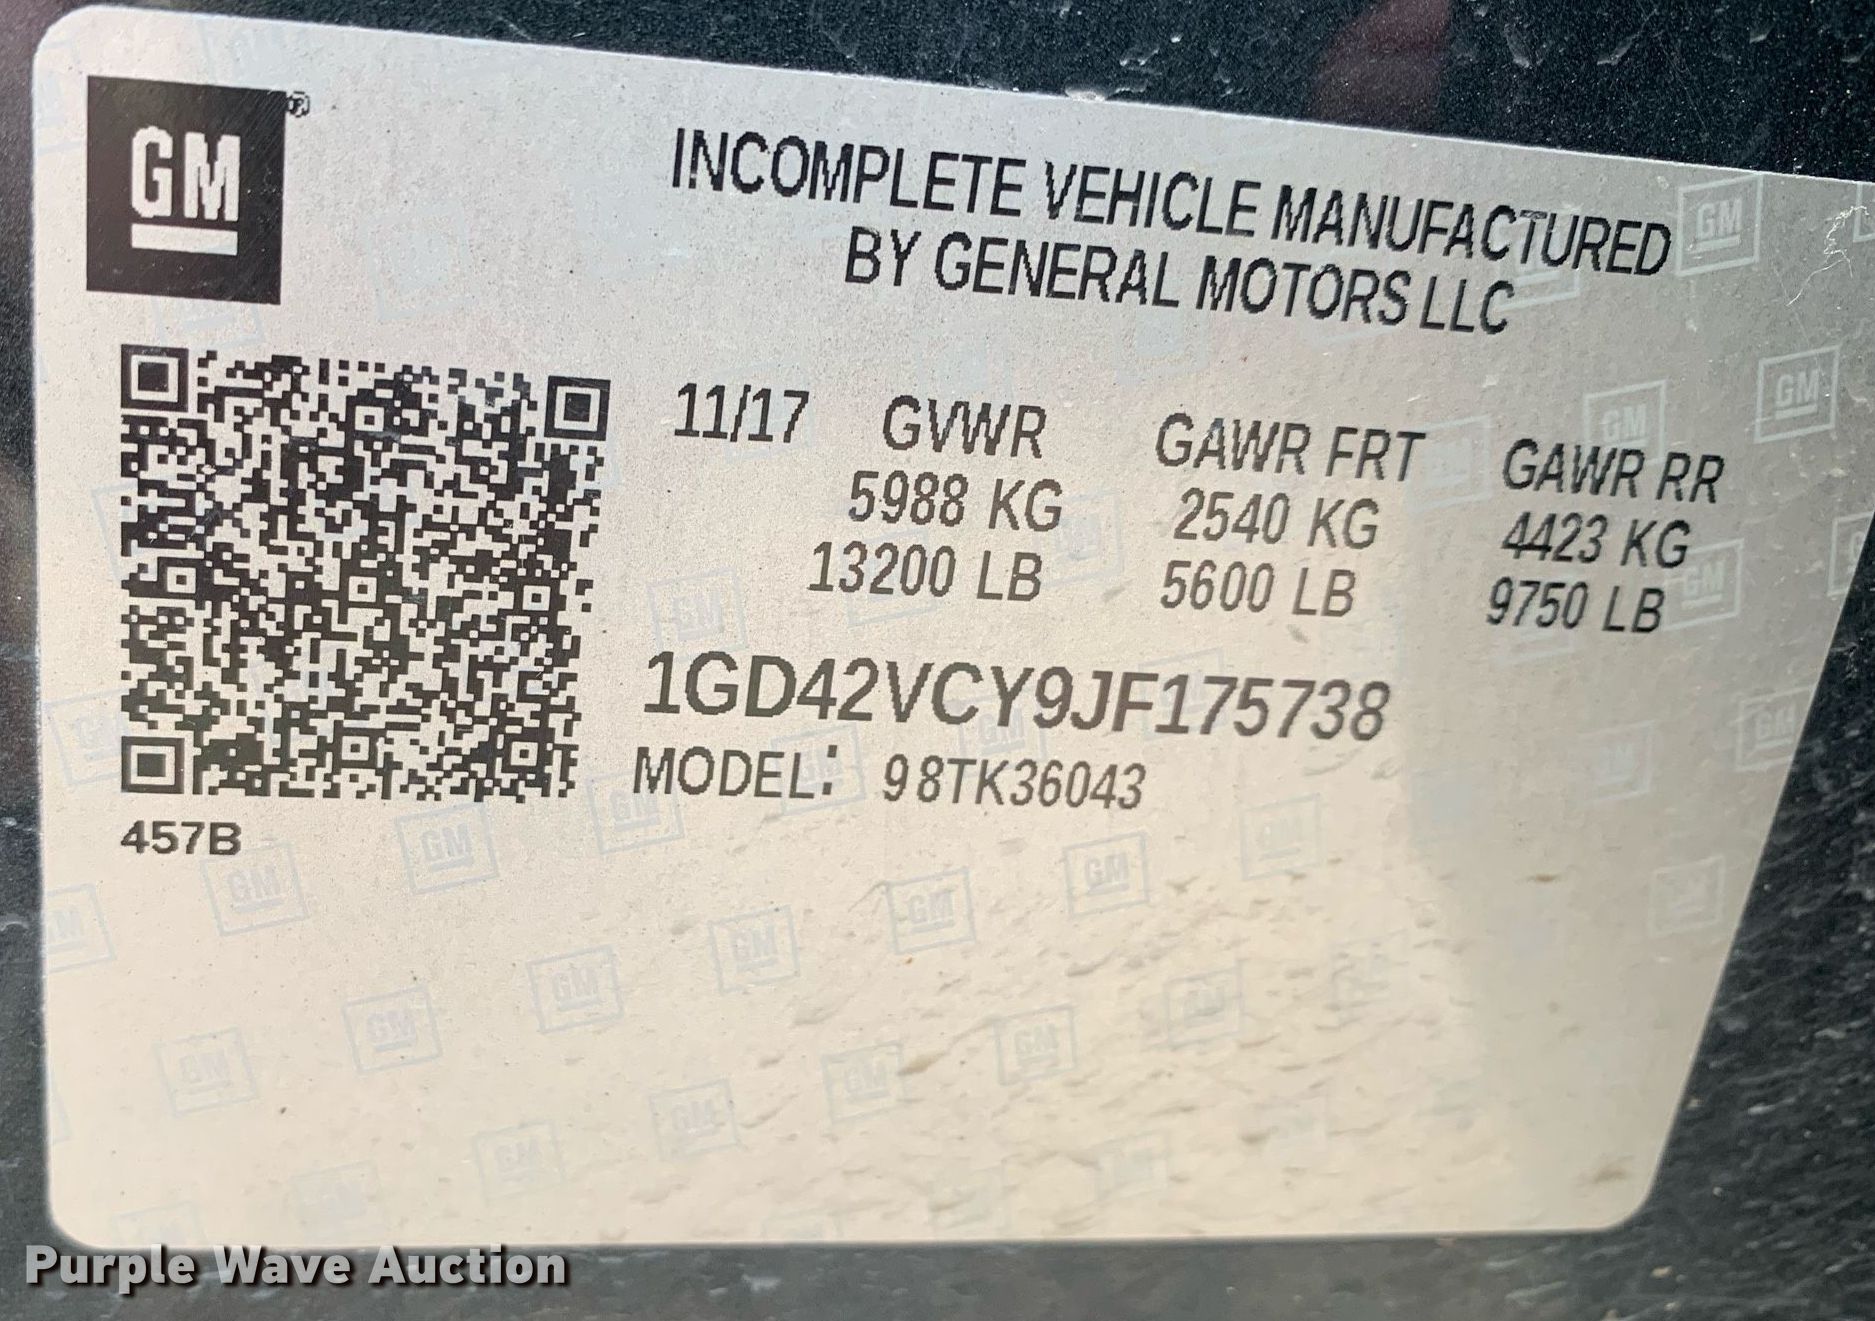 GM®
INCOMPLETE VEHICLE MANUFACTURED
BY GENERAL MOTORS LLC
11/17 GVWR GAWR FRT GAWR RR
5988 KG 2540 KG 4423 KG
13200 LB 5600 LB 9750 LB
1GD42VCY9JF175738
MODEL: 98TK36043
457B
Purple Wave Auction